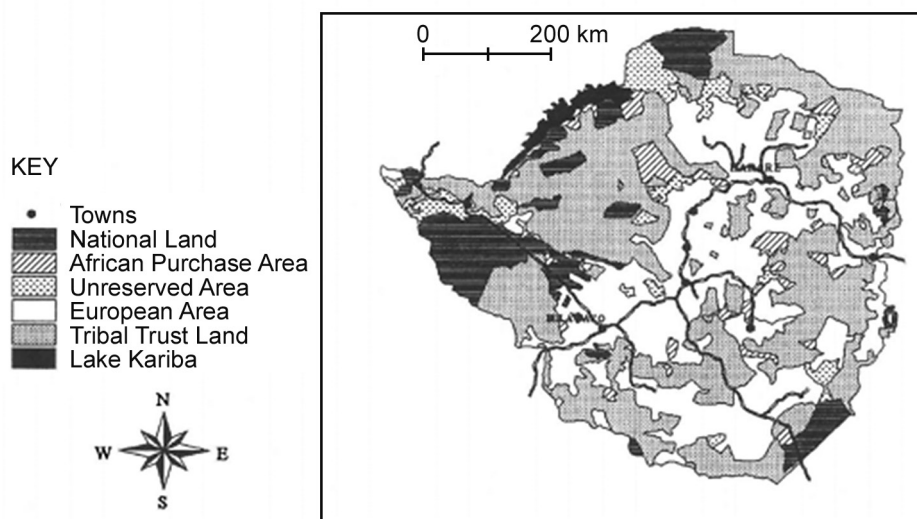 0 200 km
KEY
Towns
National Land
African Purchase Area
Unreserved Area
European Area
Tribal Trust Land
Lake Kariba
N
W E
S
HARARE